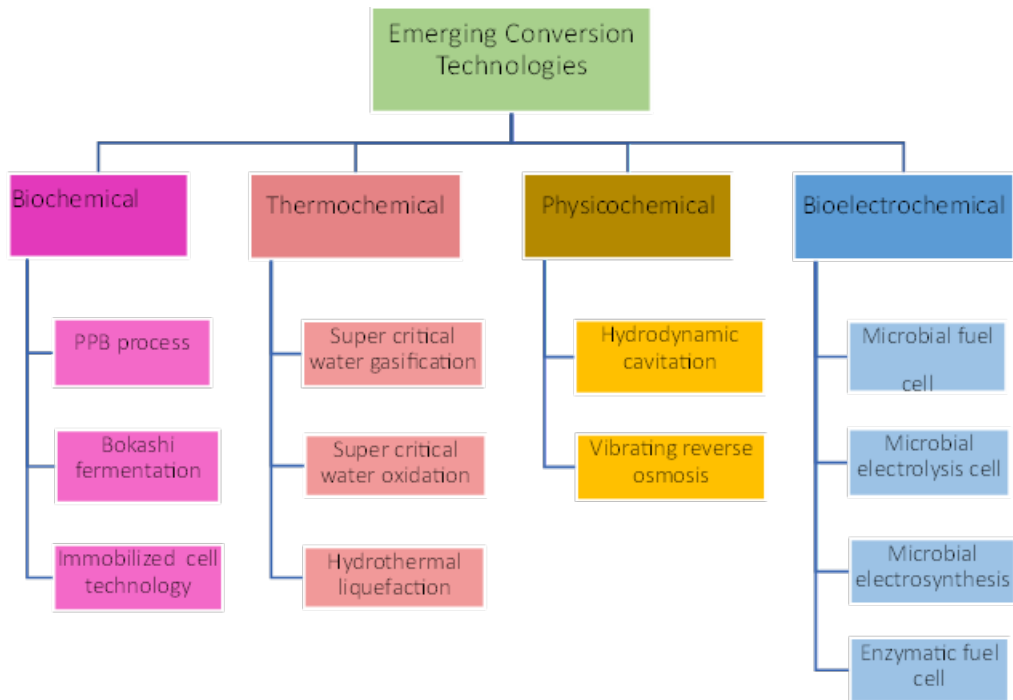 Emerging Conversion
Technologies
Biochemical
Thermochemical
Physicochemical
Bioelectrochemical
PPB process
Bokashi
fermentation
Immobilized cell
technology
Super critical
water gasification
Super critical
water oxidation
Hydrothermal
liquefaction
Hydrodynamic
cavitation
Vibrating reverse
osmosis
Microbial fuel
cell
Microbial
electrolysis cell
Microbial
electrosynthesis
Enzymatic fuel
cell